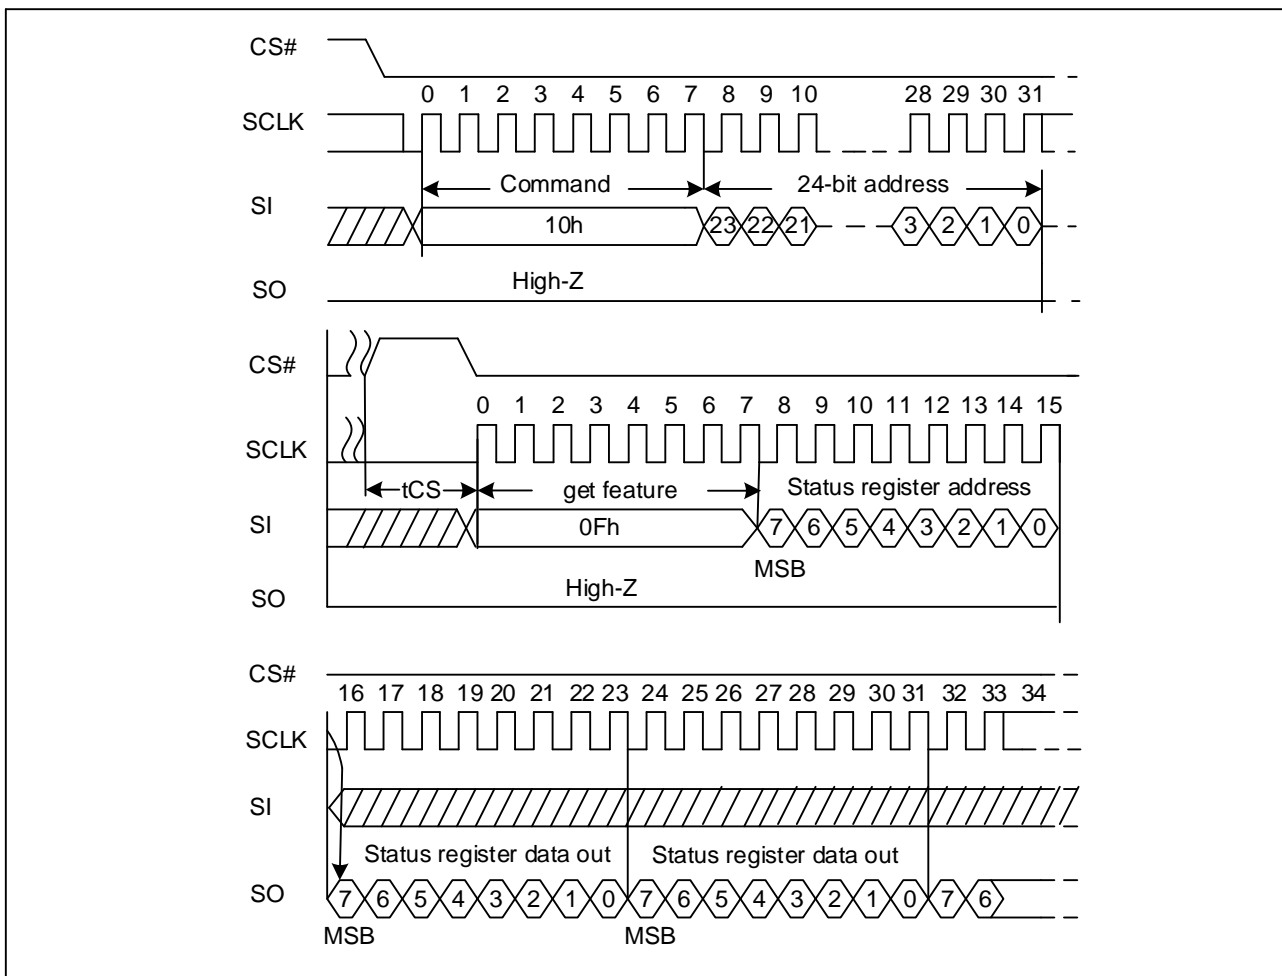 CS#
0 1 2 3 4 5 6 7 8 9 10 28 29 30 31
SCLK
Command 24-bit address
SI
10h 23 22 21 3 2 1 0
High-Z
SO
CS#
0 1 2 3 4 5 6 7 8 9 10 11 12 13 14 15
SCLK
tCS get feature Status register address
SI
0Fh 7 6 5 4 3 2 1 0
MSB
High-Z
SO
CS#
16 17 18 19 20 21 22 23 24 25 26 27 28 29 30 31 32 33 34
SCLK
SI
Status register data out Status register data out
SO
7 6 5 4 3 2 1 0 7 6 5 4 3 2 1 0 7 6
MSB MSB